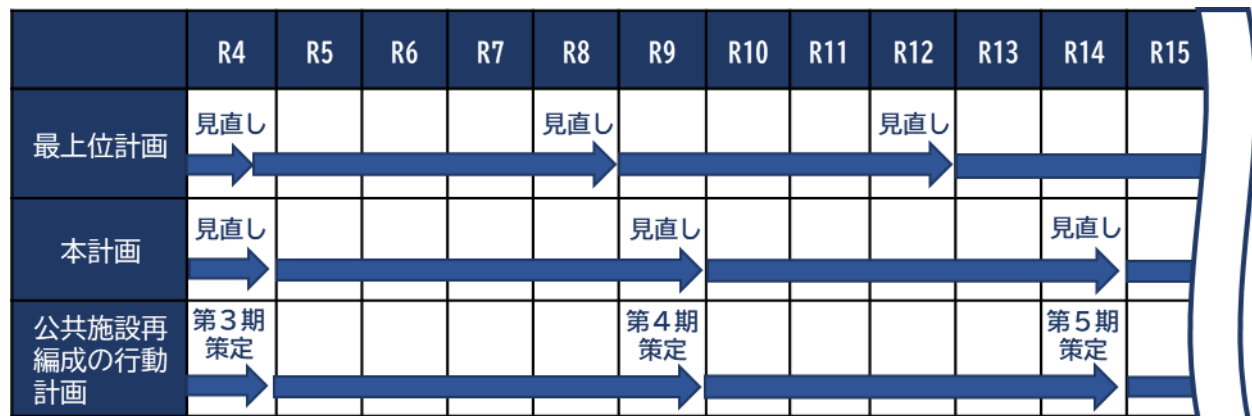 R4 R5 R6 R7 R8 R9 R10 R11 R12 R13 R14 R15
最上位計画 見直し 見直し 見直し
本計画 見直し 見直し 見直し
公共施設再
編成の行動
計画
第３期
策定
第４期
策定
第５期
策定